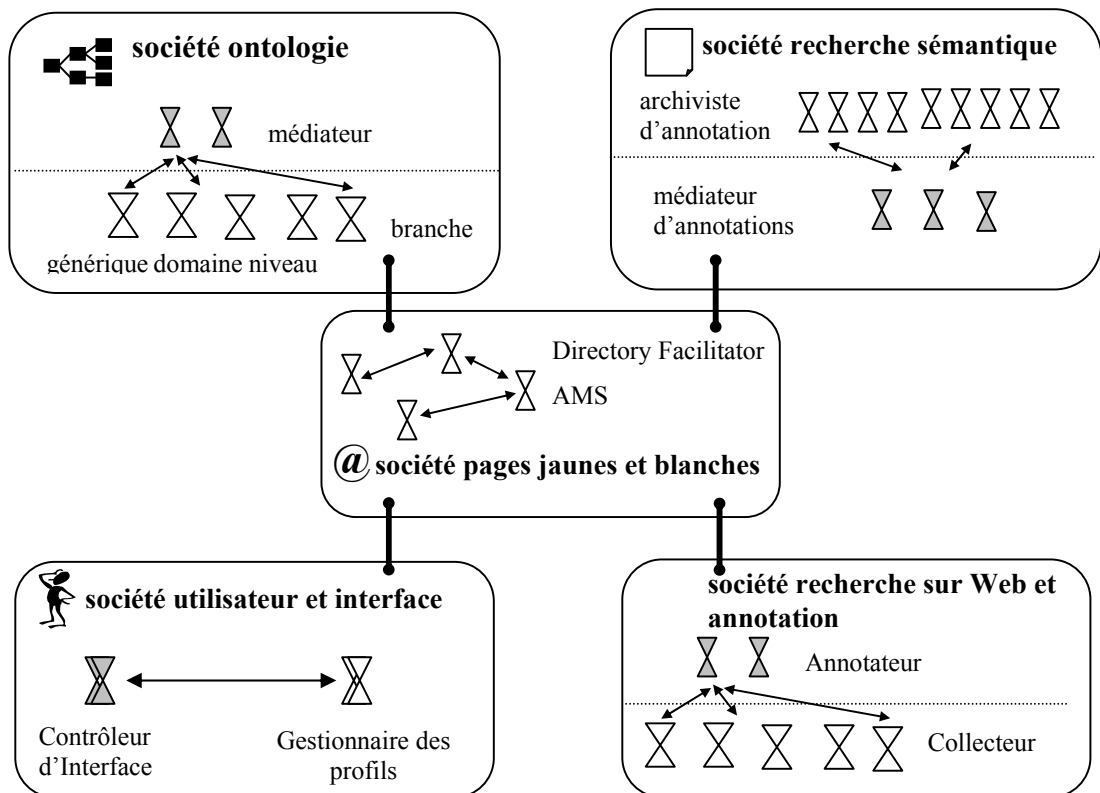 société ontologie
médiateur
branche
générique domaine niveau
société recherche sémantique
archiviste
d’annotation
médiateur
d’annotations
Directory Facilitator
AMS
@ société pages jaunes et blanches
société utilisateur et interface
Contrôleur
d’Interface
Gestionnaire des
profils
société recherche sur Web et
annotation
Annotateur
Collecteur